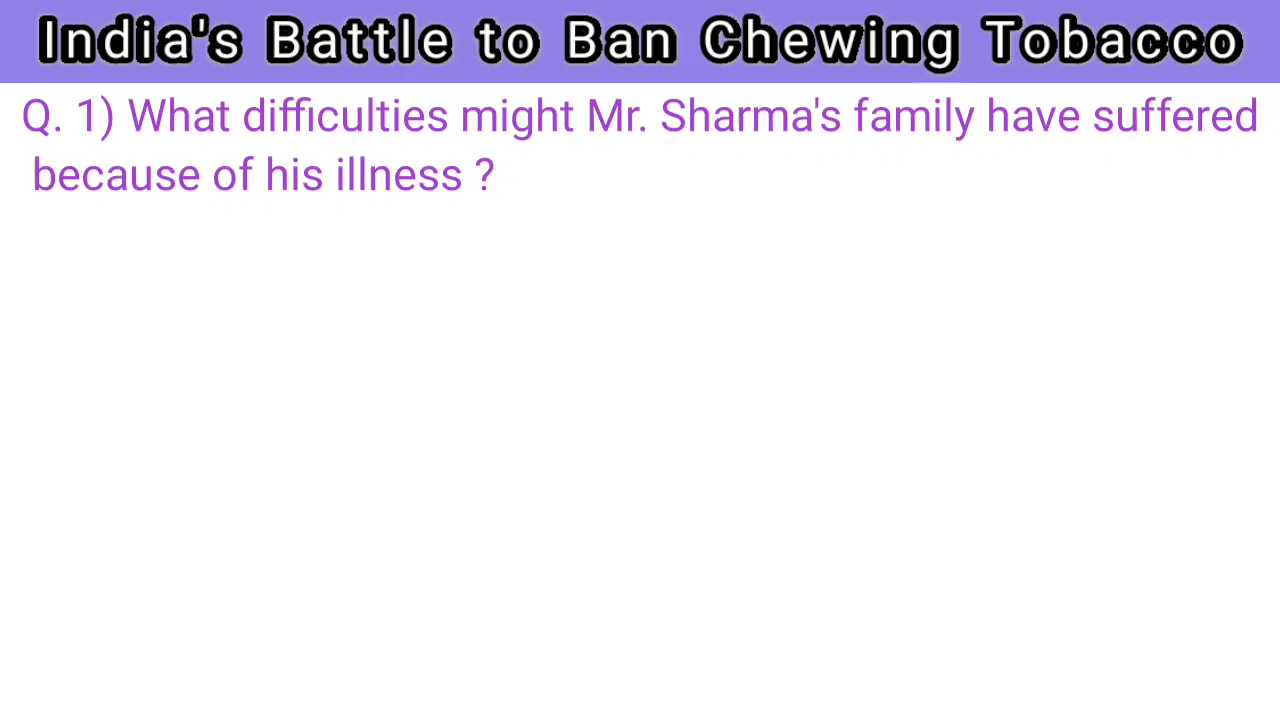 India's Battle to Ban Chewing Tobacco
Q. 1) What difficulties might Mr. Sharma's family have suffered
because of his illness ?